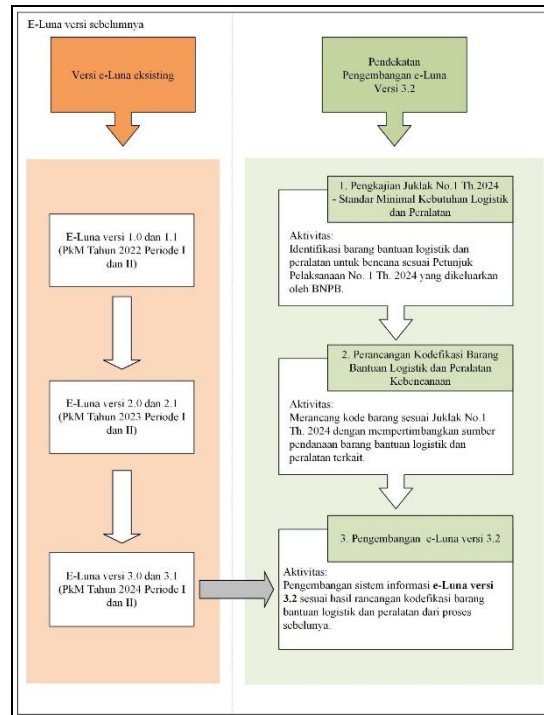 E-Luna versi sebelumnya
Versi e-Luna eksisting
E-Luna versi 1.0 dan 1.1
(PkM Tahun 2022 Periode I
dan II)
E-Luna versi 2.0 dan 2.1
(PkM Tahun 2023 Periode I
dan II)
E-Luna versi 3.0 dan 3.1
(PkM Tahun 2024 Periode I
dan II)
Pendekatan
Pengembangan e-Luna
Versi 3.2
1. Pengkajian Juklak No.1 Th.2024
- Standar Minimal Kebutuhan Logistik
dan Peralatan
Aktivitas:
Identifikasi barang bantuan logistik dan
peralatan untuk bencana sesuai Petunjuk
Pelaksanaan No. 1 Th. 2024 yang dikeluarkan
oleh BNPB.
2. Perancangan Kodefikasi Barang
Bantuan Logistik dan Peralatan
Kebencanaan
Aktivitas:
Merancang kode barang sesuai Juklak No.1
Th. 2024 dengan mempertimbangkan sumber
pendanaan barang bantuan logistik dan
peralatan terkait.
3. Pengembangan e-Luna versi 3.2
Aktivitas:
Pengembangan sistem informasi e-Luna versi
3.2 sesuai hasil rancangan kodefikasi barang
bantuan logistik dan peralatan dari proses
sebelunya.